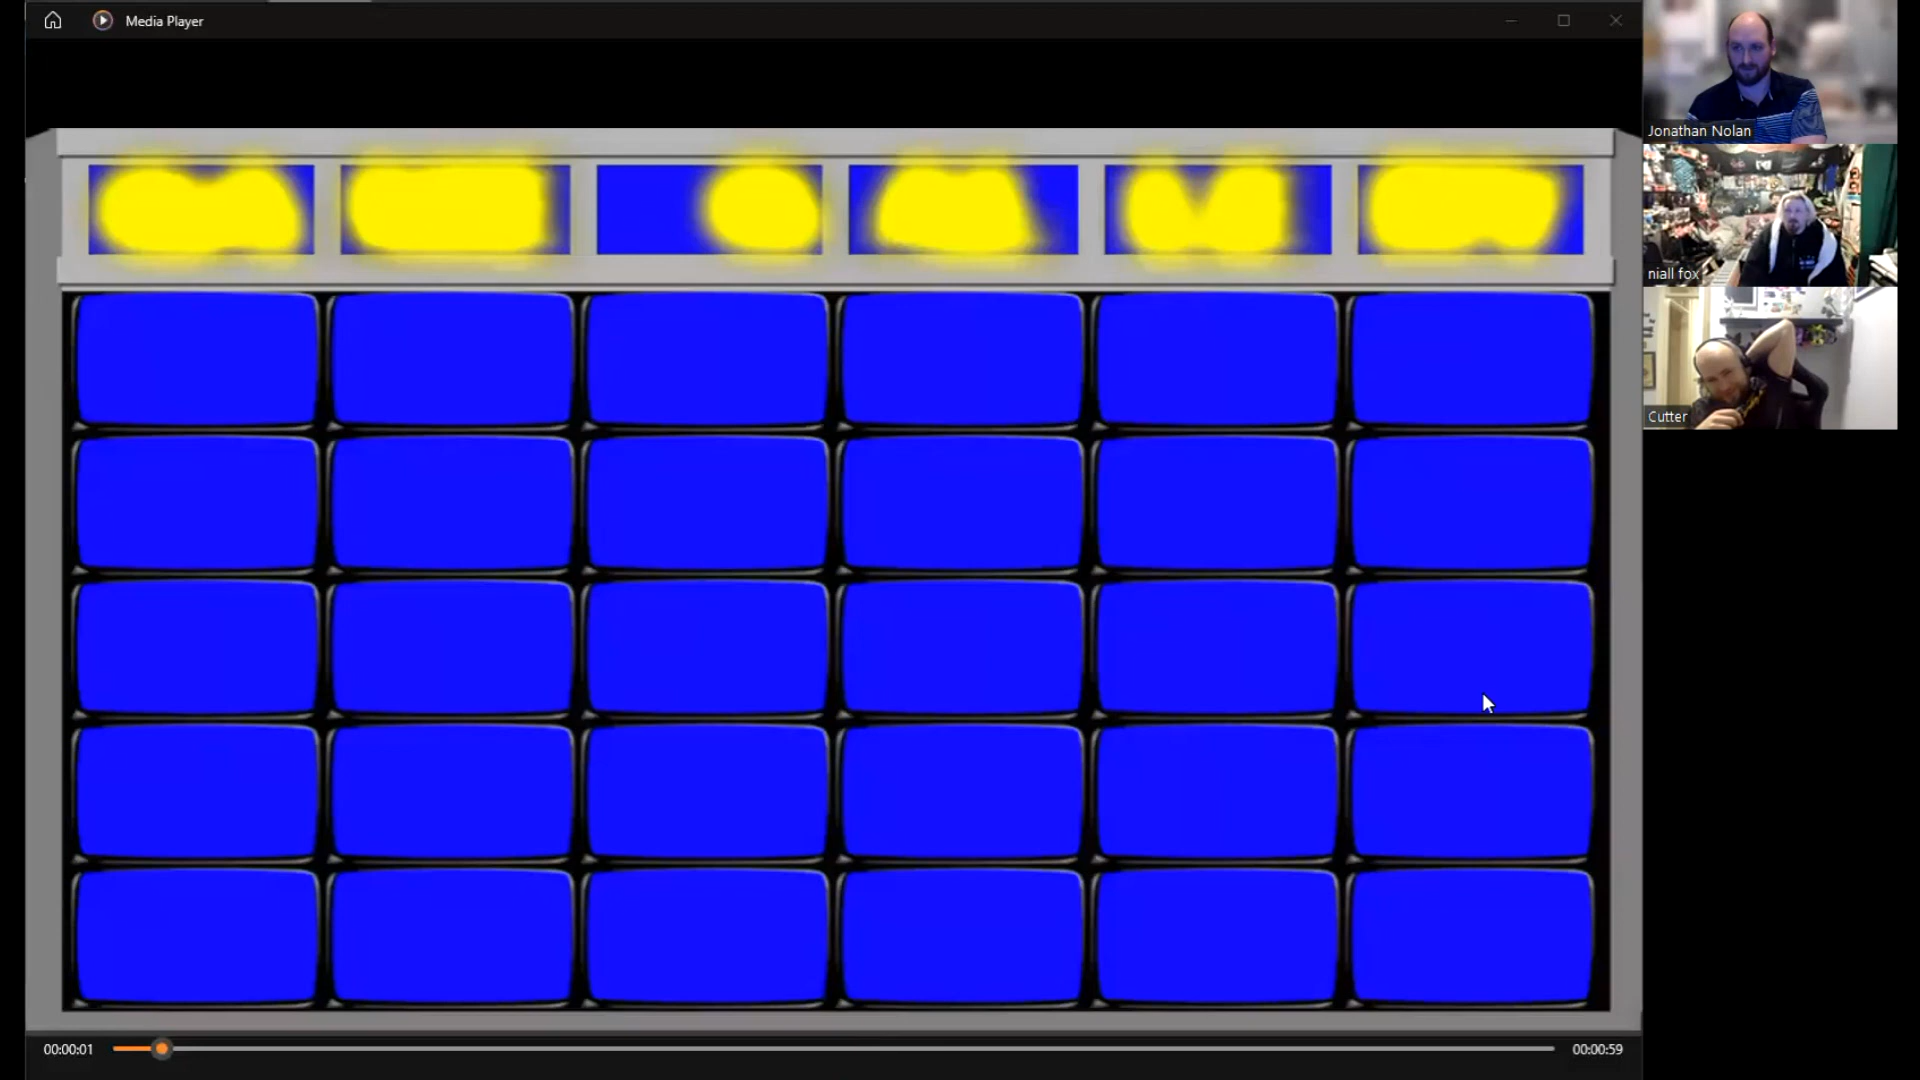 Media Player
Jonathan Nolan
niall fox
Cutter
00:00:01
00:00:59